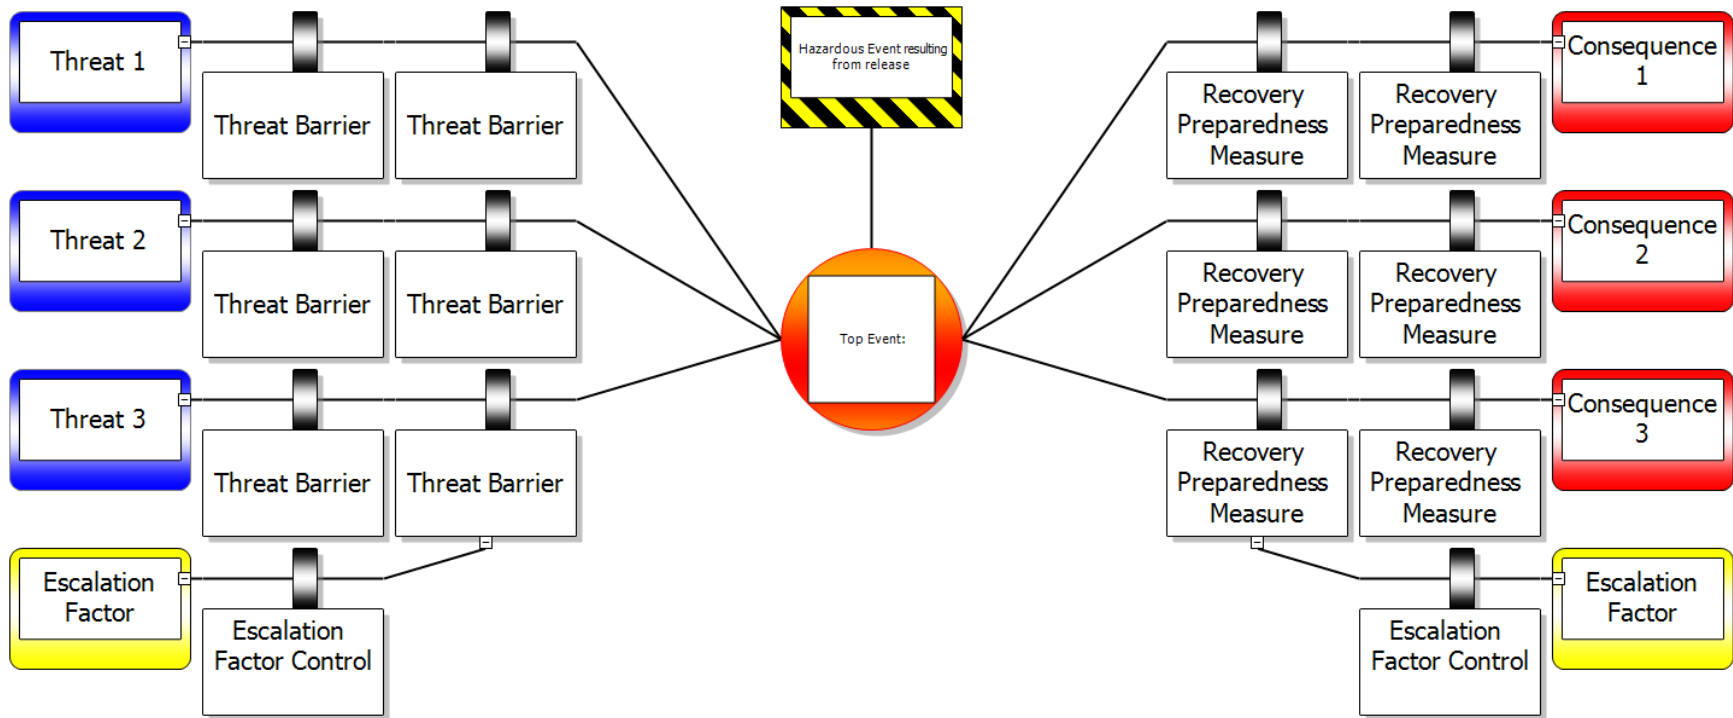 Threat 1
Threat Barrier
Threat Barrier
Hazardous Event resulting
from release
Recovery
Preparedness
Measure
Recovery
Preparedness
Measure
Consequence
1
Threat 2
Threat Barrier
Threat Barrier
Top Event:
Recovery
Preparedness
Measure
Recovery
Preparedness
Measure
Consequence
2
Threat 3
Threat Barrier
Threat Barrier
Recovery
Preparedness
Measure
Recovery
Preparedness
Measure
Consequence
3
Escalation
Factor
Escalation
Factor Control
Escalation
Factor Control
Escalation
Factor